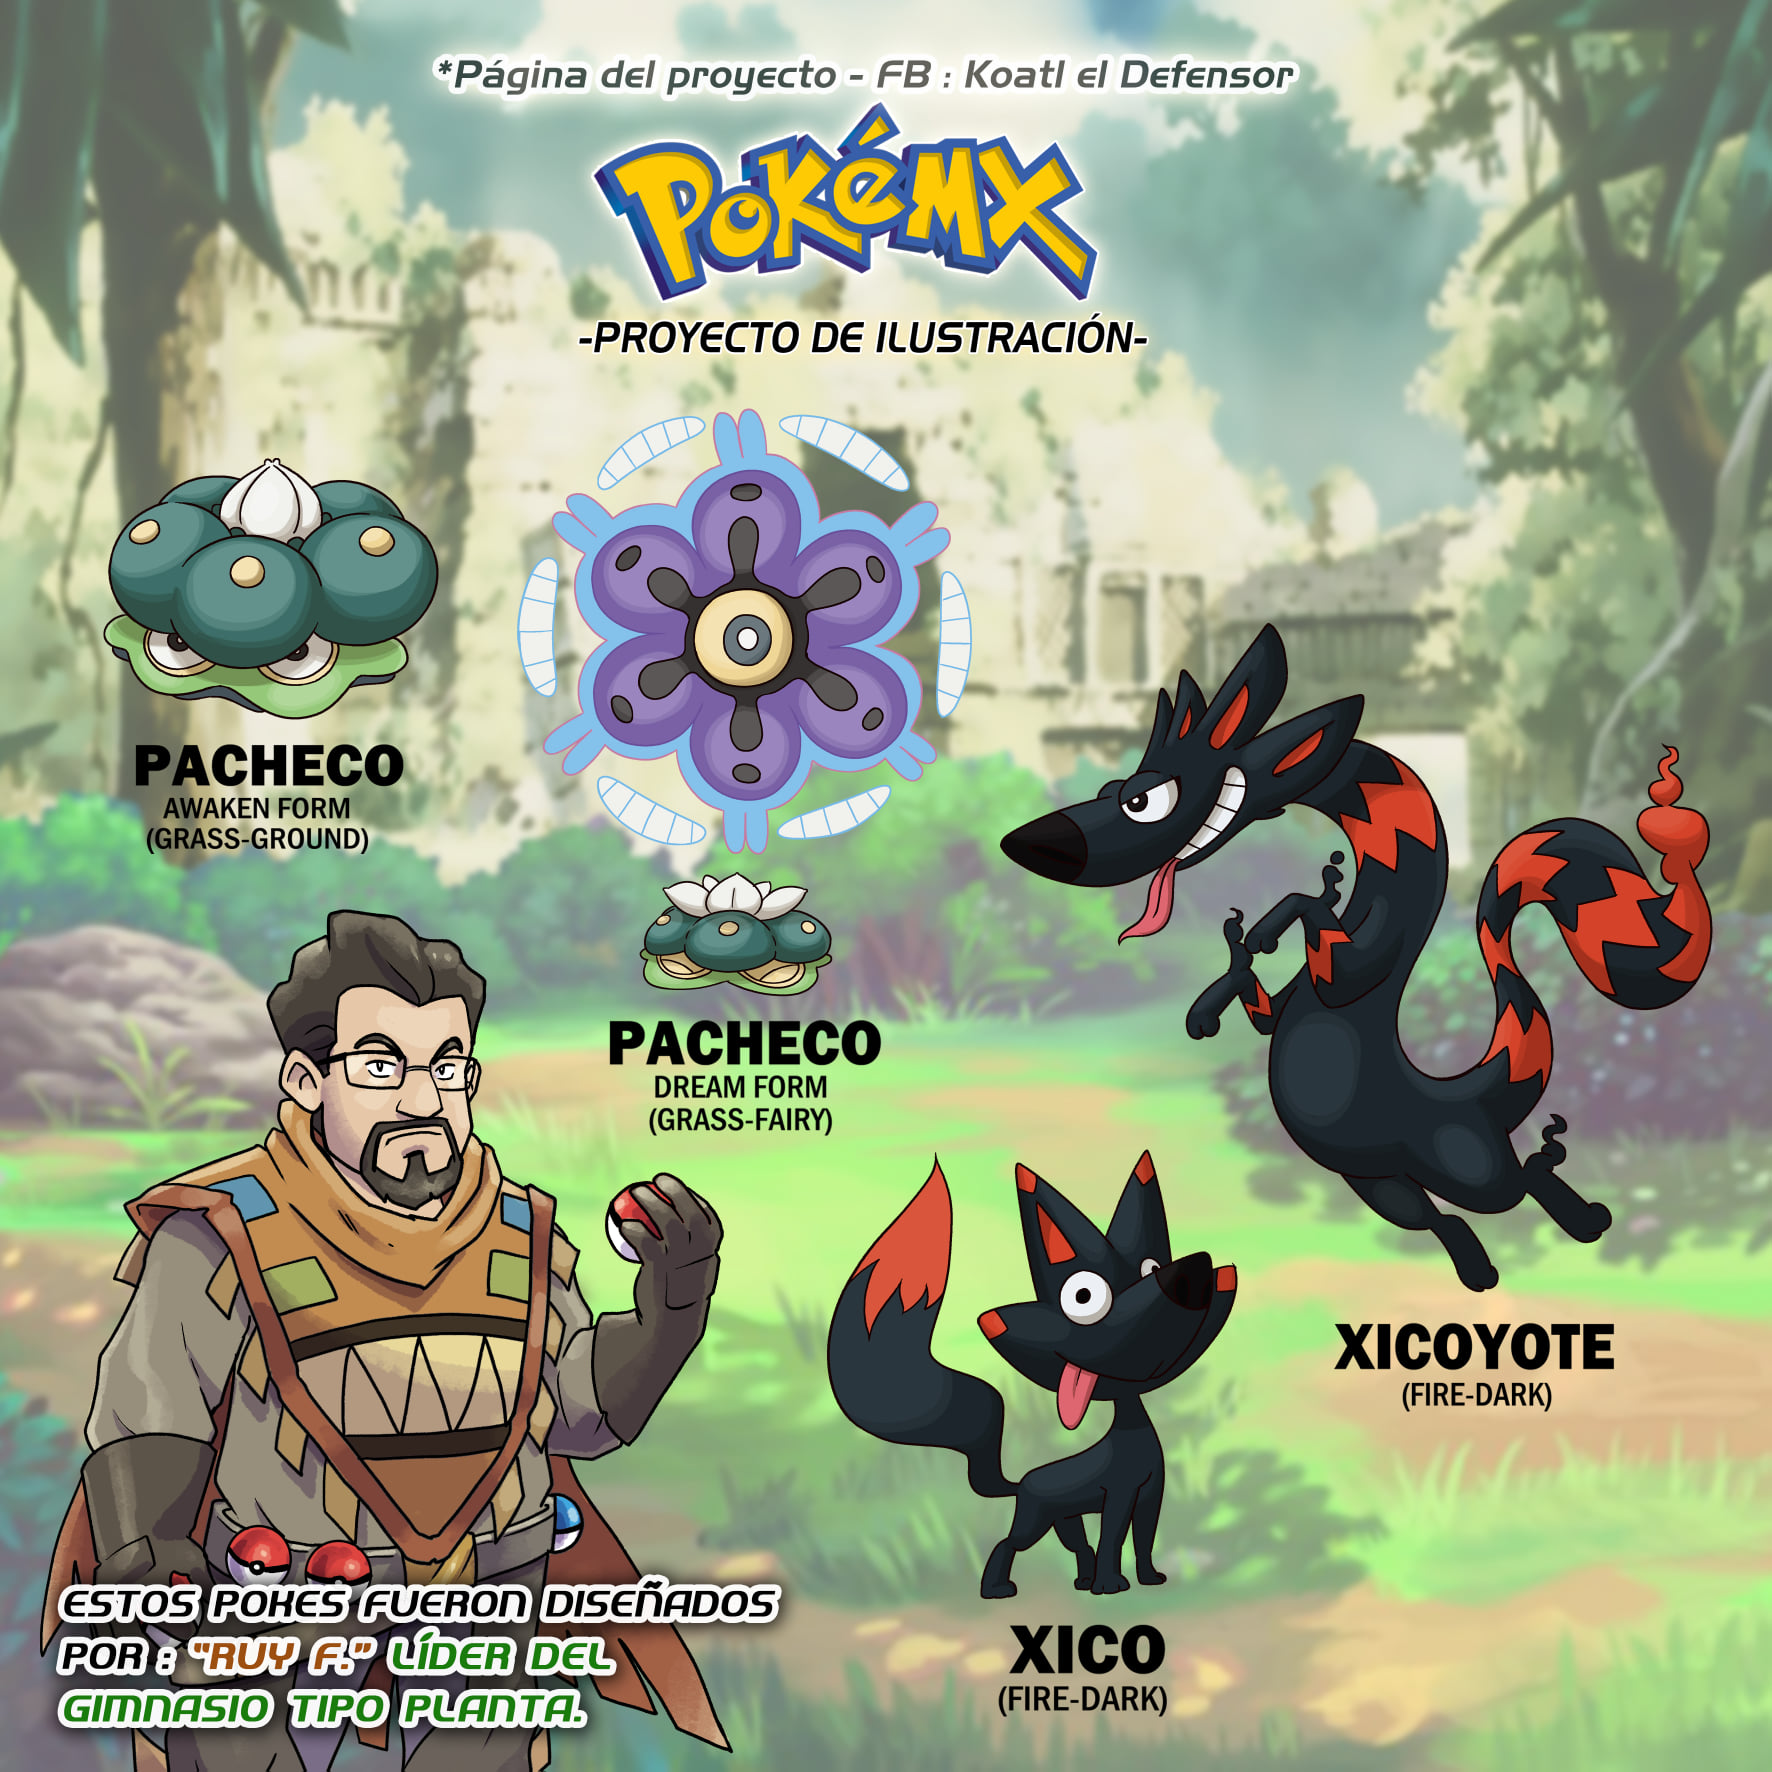 *Página del proyecto - FB : Koatl el Defensor
POKéMX
-PROYECTO DE ILUSTRACIÓN-
PACHECO
AWAKEN FORM
(GRASS-GROUND)
PACHECO
DREAM FORM
(GRASS-FAIRY)
XICOYOTE
(FIRE-DARK)
XICO
(FIRE-DARK)
ESTOS POKES FUERON DISEÑADOS
POR : "RUY F." LÍDER DEL
GIMNASIO TIPO PLANTA.